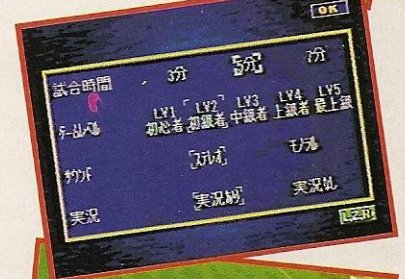 OK
試合時間 3分 5分 7分
LV1 LV2 LV3 LV4 LV5
ゲームレベル 初心者 初級者 中級者 上級者 最上級
サウンド ステレオ モノラル
実況 実況あり 実況なし
L,Z,R